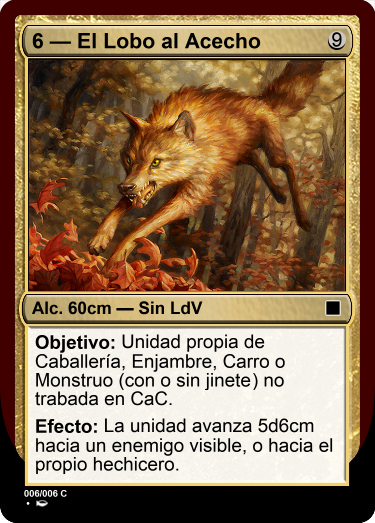 6 — El Lobo al Acecho 9
Alc. 60cm — Sin LdV
Objetivo: Unidad propia de
Caballería, Enjambre, Carro o
Monstruo (con o sin jinete) no
trabada en CaC.
Efecto: La unidad avanza 5d6cm
hacia un enemigo visible, o hacia el
propio hechicero.
006/006 C
•